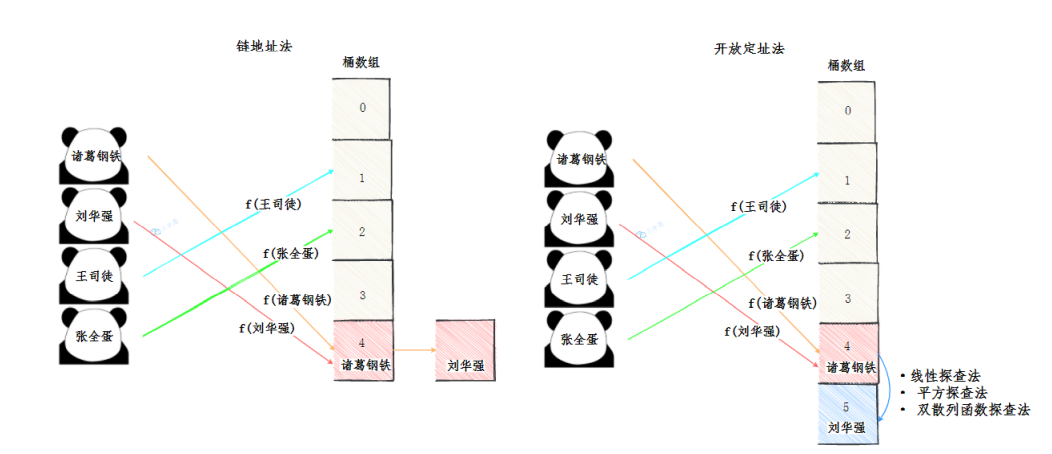 链地址法
桶数组
0
诸葛钢铁
1
刘华强
f(王司徒)
2
f(张全蛋)
王司徒
3
f(诸葛钢铁)
f(刘华强)
张全蛋
4
诸葛钢铁
刘华强
开放定址法
桶数组
0
诸葛钢铁
1
刘华强
f(王司徒)
2
f(张全蛋)
王司徒
3
f(诸葛钢铁)
f(刘华强)
张全蛋
4
诸葛钢铁
5
刘华强
• 线性探查法
• 平方探查法
• 双散列函数探查法